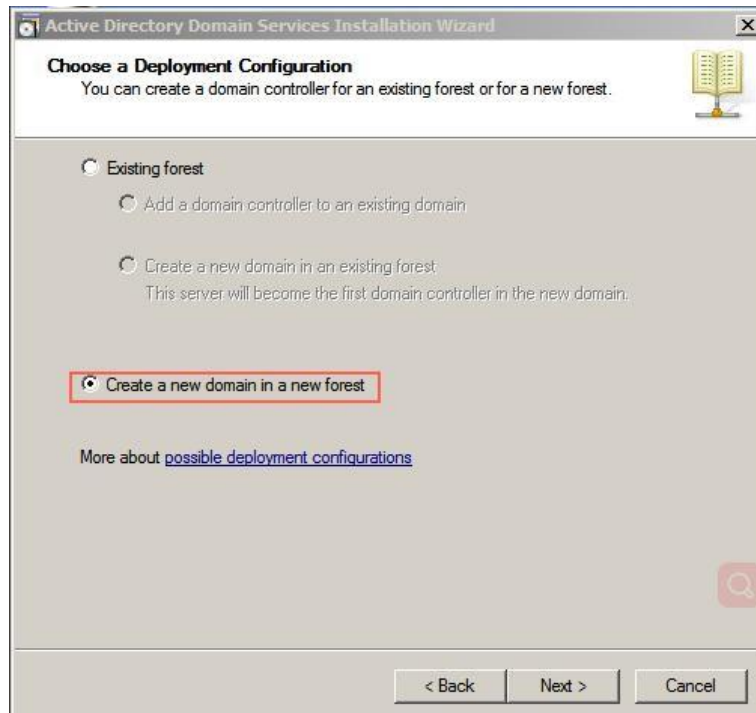 Active Directory Domain Services Installation Wizard
Choose a Deployment Configuration
You can create a domain controller for an existing forest or for a new forest.
Existing forest
Add a domain controller to an existing domain
Create a new domain in an existing forest
This server will become the first domain controller in the new domain.
Create a new domain in a new forest
More about possible deployment configurations
< Back Next > Cancel